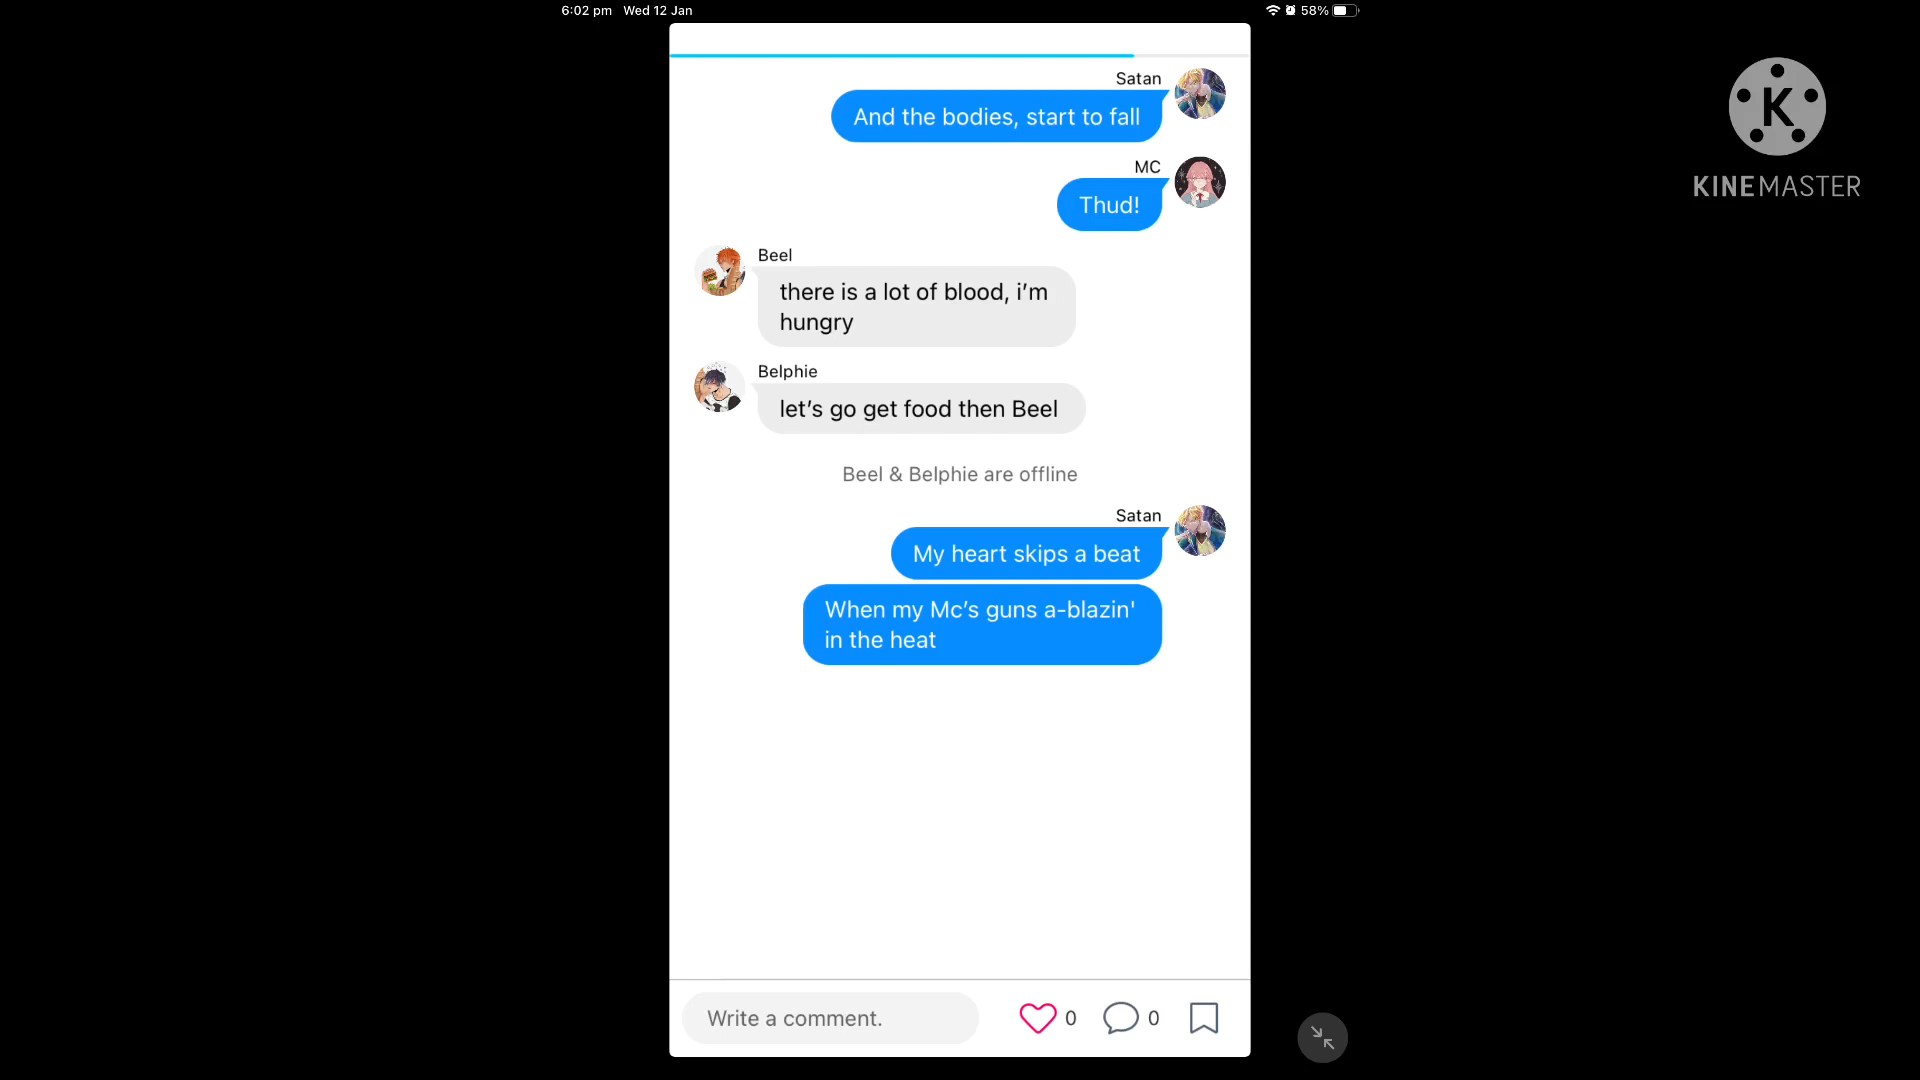 6:02 pm Wed 12 Jan
58%
Satan
And the bodies, start to fall
MC
Thud!
Beel
there is a lot of blood, i’m
hungry
Belphie
let’s go get food then Beel
Beel & Belphie are offline
Satan
My heart skips a beat
When my Mc’s guns a-blazin'
in the heat
Write a comment.
0
0
K
KINEMASTER